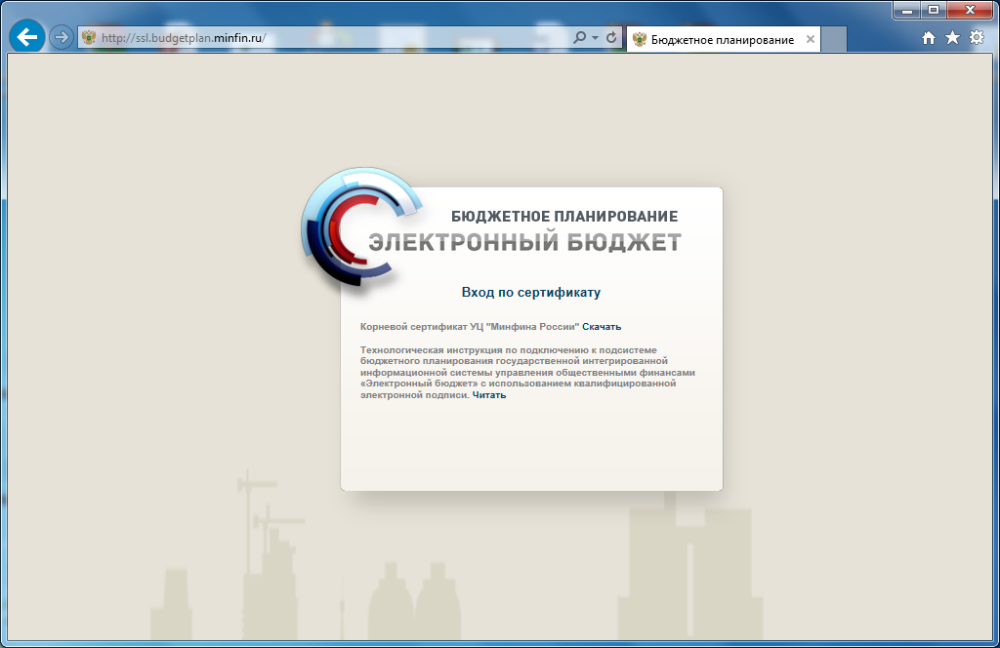 http://ssl.budgetplan.minfin.ru/
Бюджетное планирование
БЮДЖЕТНОЕ ПЛАНИРОВАНИЕ
ЭЛЕКТРОННЫЙ БЮДЖЕТ
Вход по сертификату
Корневой сертификат УЦ "Минфина России" Скачать
Технологическая инструкция по подключению к подсистеме
бюджетного планирования государственной интегрированной
информационной системы управления общественными финансами
«Электронный бюджет» с использованием квалифицированной
электронной подписи. Читать